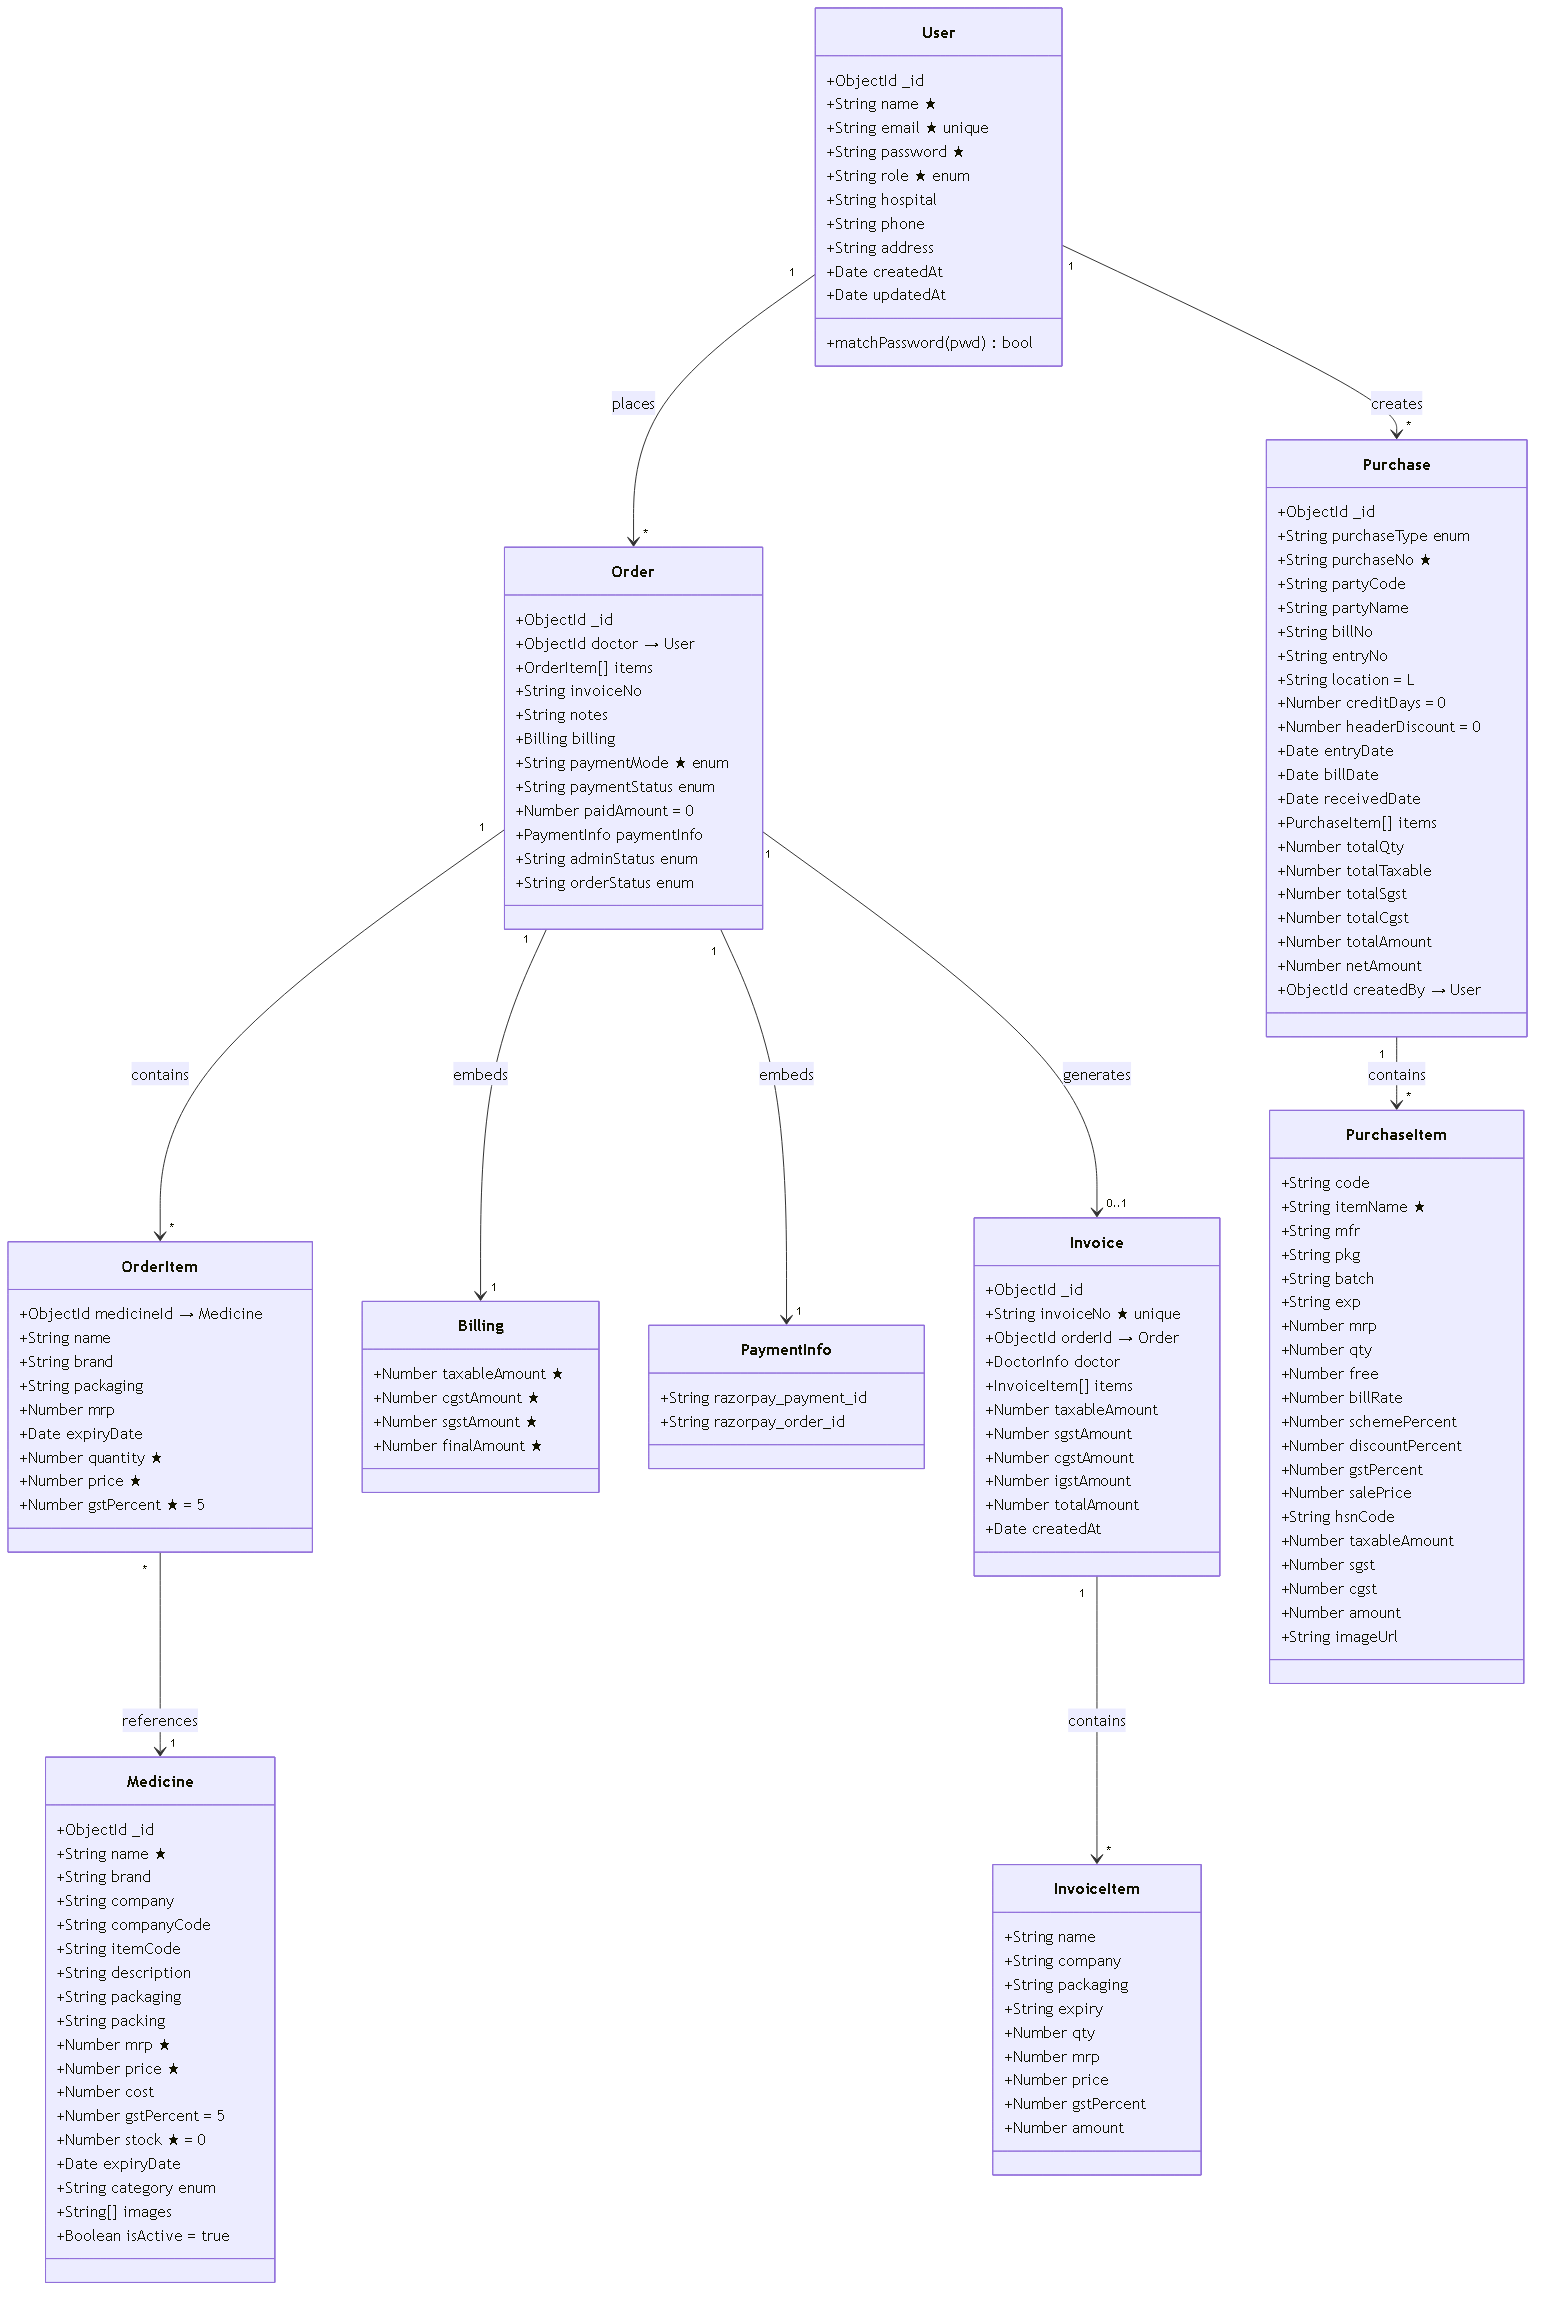 User
+ObjectId _id
+String name ★
+String email ★ unique
+String password ★
+String role ★ enum
+String hospital
+String phone
+String address
+Date createdAt
+Date updatedAt
+matchPassword(pwd) : bool
1
1
places
creates
*
*
Purchase
+ObjectId _id
+String purchaseType enum
+String purchaseNo ★
+String partyCode
+String partyName
+String billNo
+String entryNo
+String location = L
+Number creditDays = 0
+Number headerDiscount = 0
+Date entryDate
+Date billDate
+Date receivedDate
+PurchaseItem[] items
+Number totalQty
+Number totalTaxable
+Number totalSgst
+Number totalCgst
+Number totalAmount
+Number netAmount
+ObjectId createdBy → User
Order
+ObjectId _id
+ObjectId doctor → User
+OrderItem[] items
+String invoiceNo
+String notes
+Billing billing
+String paymentMode ★ enum
+String paymentStatus enum
+Number paidAmount = 0
+PaymentInfo paymentInfo
+String adminStatus enum
+String orderStatus enum
1
1
1
1
1
contains
embeds
embeds
generates
contains
*
1
1
0..1
*
PurchaseItem
+String code
+String itemName ★
+String mfr
+String pkg
+String batch
+String exp
+Number mrp
+Number qty
+Number free
+Number billRate
+Number schemePercent
+Number discountPercent
+Number gstPercent
+Number salePrice
+String hsnCode
+Number taxableAmount
+Number sgst
+Number cgst
+Number amount
+String imageUrl
OrderItem
+ObjectId medicineId → Medicine
+String name
+String brand
+String packaging
+Number mrp
+Date expiryDate
+Number quantity ★
+Number price ★
+Number gstPercent ★ = 5
Billing
+Number taxableAmount ★
+Number cgstAmount ★
+Number sgstAmount ★
+Number finalAmount ★
PaymentInfo
+String razorpay_payment_id
+String razorpay_order_id
Invoice
+ObjectId _id
+String invoiceNo ★ unique
+ObjectId orderId → Order
+DoctorInfo doctor
+InvoiceItem[] items
+Number taxableAmount
+Number sgstAmount
+Number cgstAmount
+Number igstAmount
+Number totalAmount
+Date createdAt
*
1
references
contains
1
*
Medicine
+ObjectId _id
+String name ★
+String brand
+String company
+String companyCode
+String itemCode
+String description
+String packaging
+String packing
+Number mrp ★
+Number price ★
+Number cost
+Number gstPercent = 5
+Number stock ★ = 0
+Date expiryDate
+String category enum
+String[] images
+Boolean isActive = true
InvoiceItem
+String name
+String company
+String packaging
+String expiry
+Number qty
+Number mrp
+Number price
+Number gstPercent
+Number amount